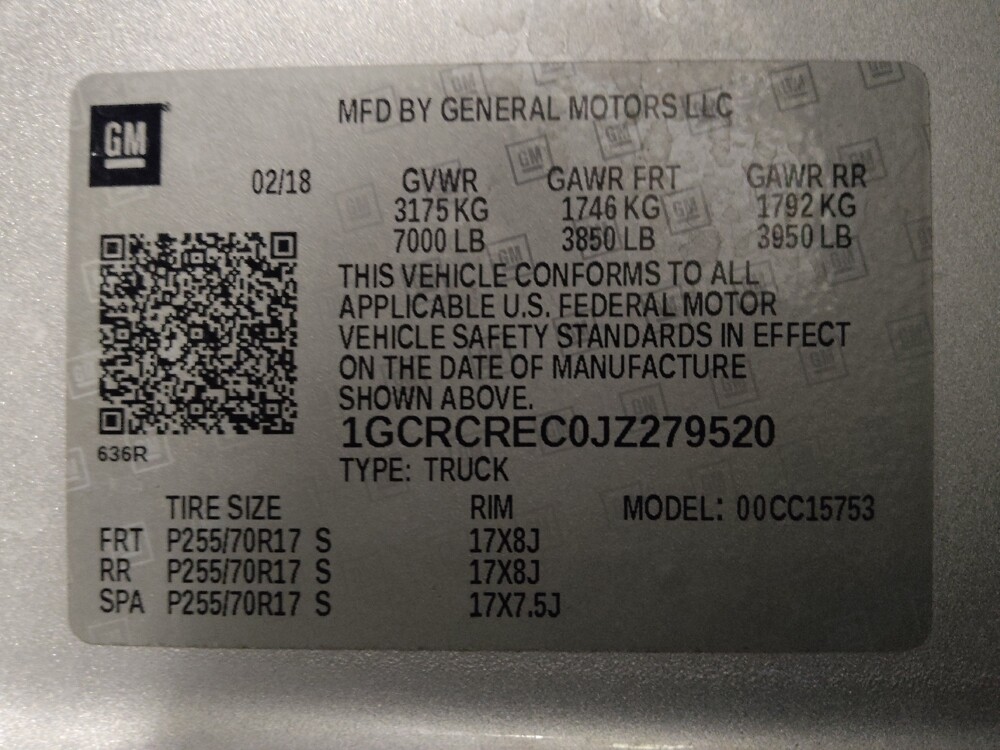 GM
MFD BY GENERAL MOTORS LLC
02/18 GVWR GAWR FRT GAWR RR
3175 KG 1746 KG 1792 KG
7000 LB 3850 LB 3950 LB
THIS VEHICLE CONFORMS TO ALL
APPLICABLE U.S. FEDERAL MOTOR
VEHICLE SAFETY STANDARDS IN EFFECT
ON THE DATE OF MANUFACTURE
SHOWN ABOVE.
1GCRCREC0JZ279520
636R
TYPE: TRUCK
TIRE SIZE RIM MODEL: 00CC15753
FRT P255/70R17 S 17X8J
RR P255/70R17 S 17X8J
SPA P255/70R17 S 17X7.5J